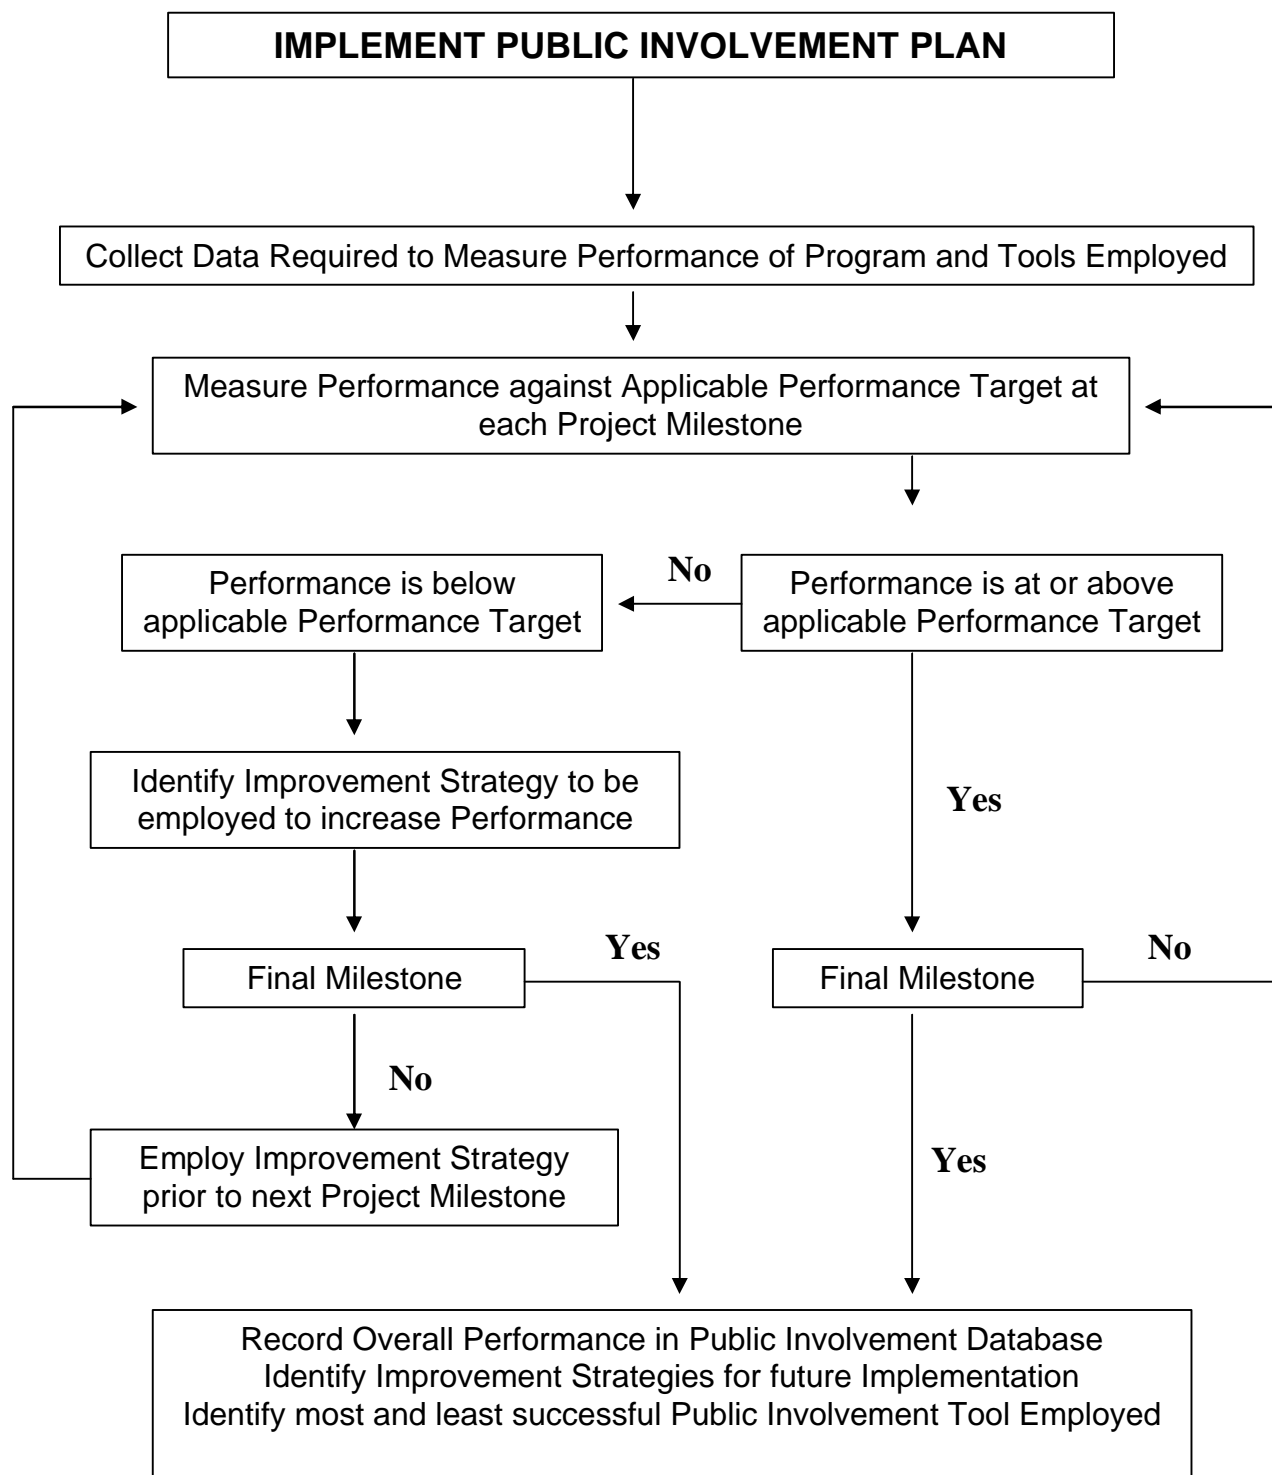 IMPLEMENT PUBLIC INVOLVEMENT PLAN
Collect Data Required to Measure Performance of Program and Tools Employed
Measure Performance against Applicable Performance Target at
each Project Milestone
Performance is below
applicable Performance Target
No
Performance is at or above
applicable Performance Target
Identify Improvement Strategy to be
employed to increase Performance
Yes
Final Milestone
Yes
Final Milestone
No
No
Employ Improvement Strategy
prior to next Project Milestone
Yes
Record Overall Performance in Public Involvement Database
Identify Improvement Strategies for future Implementation
Identify most and least successful Public Involvement Tool Employed